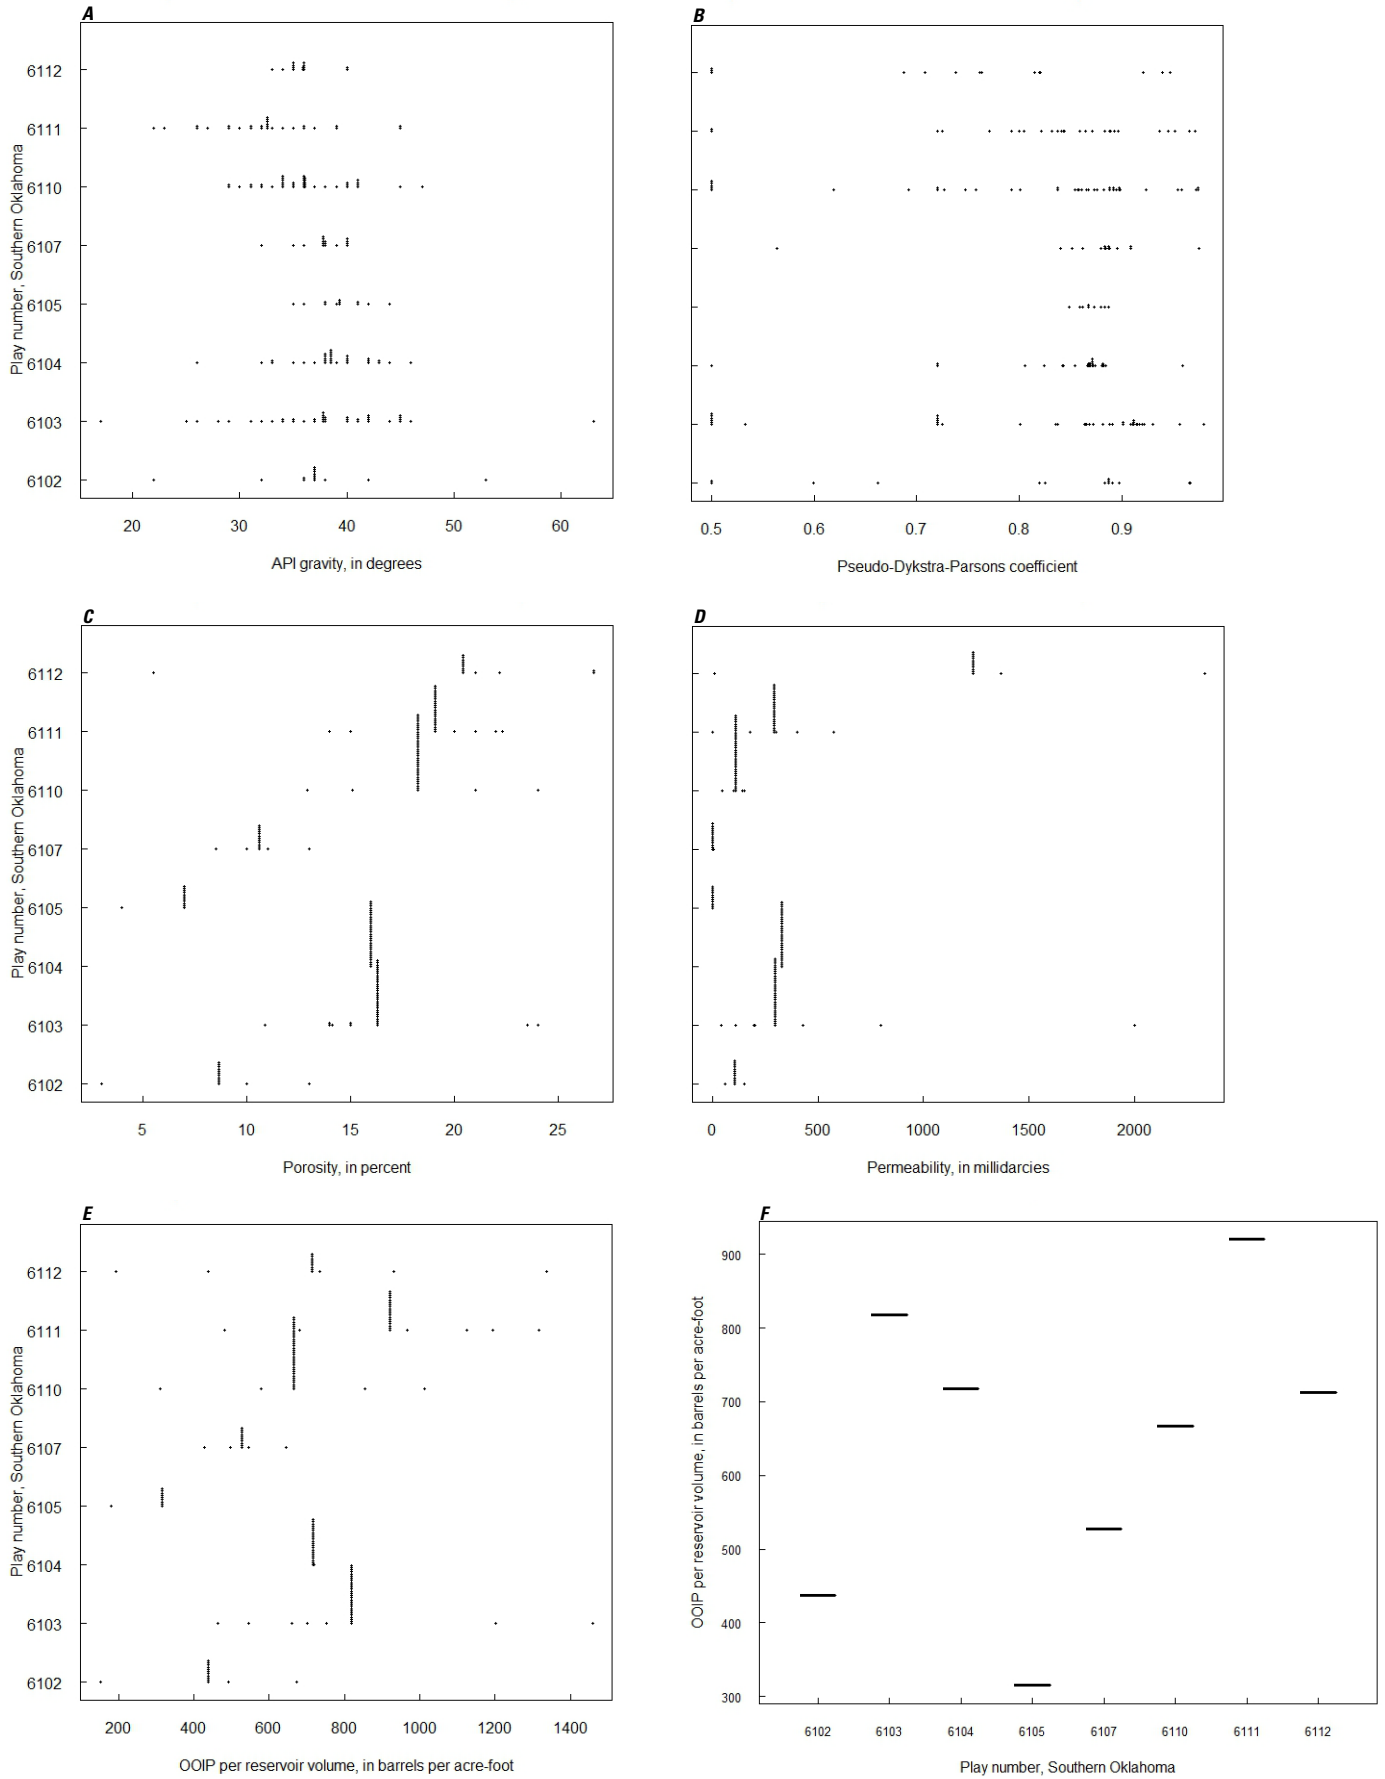 A
6112
6111
6110
6107
6105
6104
6103
6102
Play number, Southern Oklahoma
20 30 40 50 60
API gravity, in degrees
B
0.5 0.6 0.7 0.8 0.9
Pseudo-Dykstra-Parsons coefficient
C
6112
6111
6110
6107
6105
6104
6103
6102
Play number, Southern Oklahoma
5 10 15 20 25
Porosity, in percent
D
0 500 1000 1500 2000
Permeability, in millidarcies
E
6112
6111
6110
6107
6105
6104
6103
6102
Play number, Southern Oklahoma
200 400 600 800 1000 1200 1400
OOIP per reservoir volume, in barrels per acre-foot
F
900
800
700
600
500
400
300
OOIP per reservoir volume, in barrels per acre-foot
6102 6103 6104 6105 6107 6110 6111 6112
Play number, Southern Oklahoma